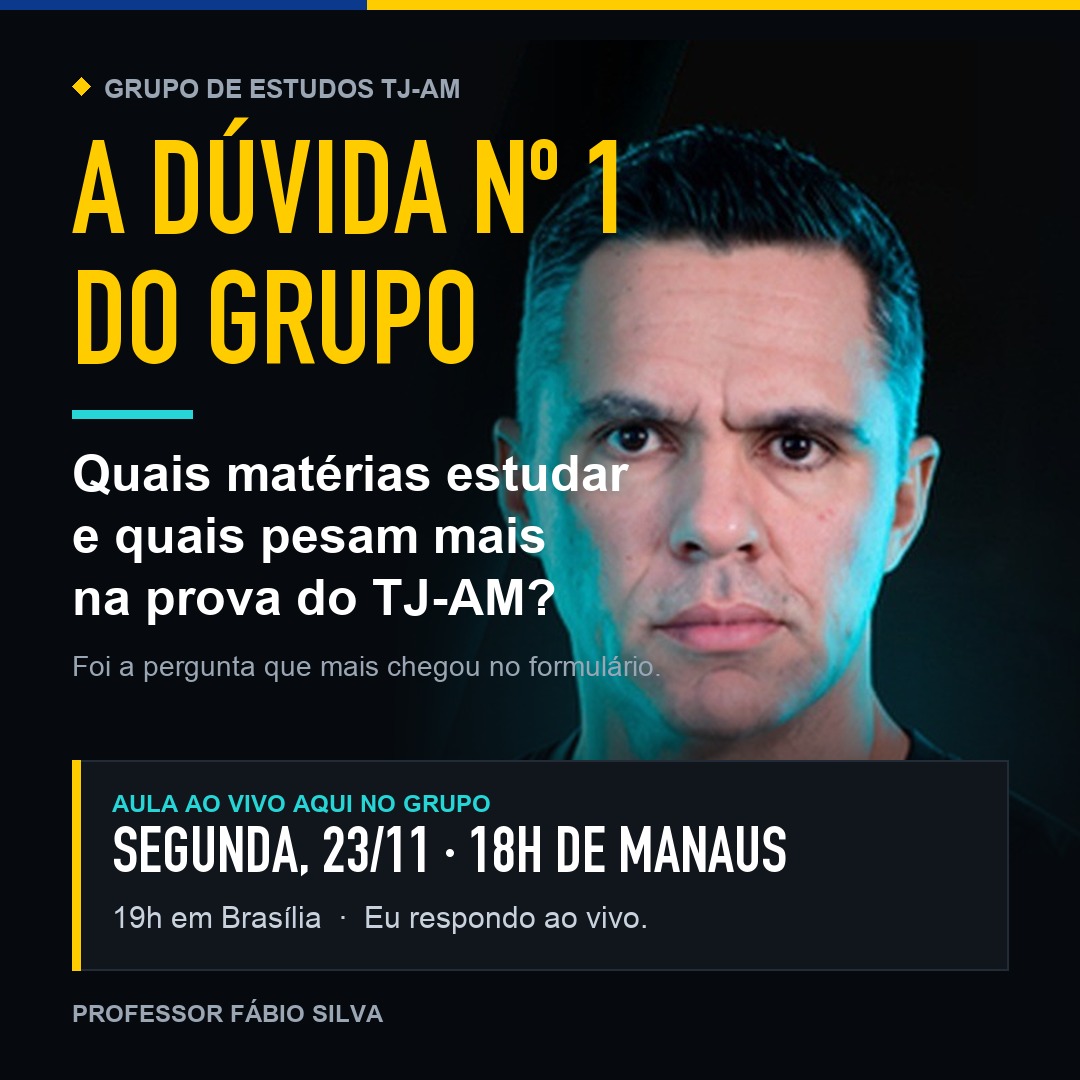 GRUPO DE ESTUDOS TJ-AM
A DÚVIDA Nº 1
DO GRUPO
Quais matérias estudar
e quais pesam mais
na prova do TJ-AM?
Foi a pergunta que mais chegou no formulário.
AULA AO VIVO AQUI NO GRUPO
SEGUNDA, 23/11 · 18H DE MANAUS
19h em Brasília · Eu respondo ao vivo.
PROFESSOR FÁBIO SILVA